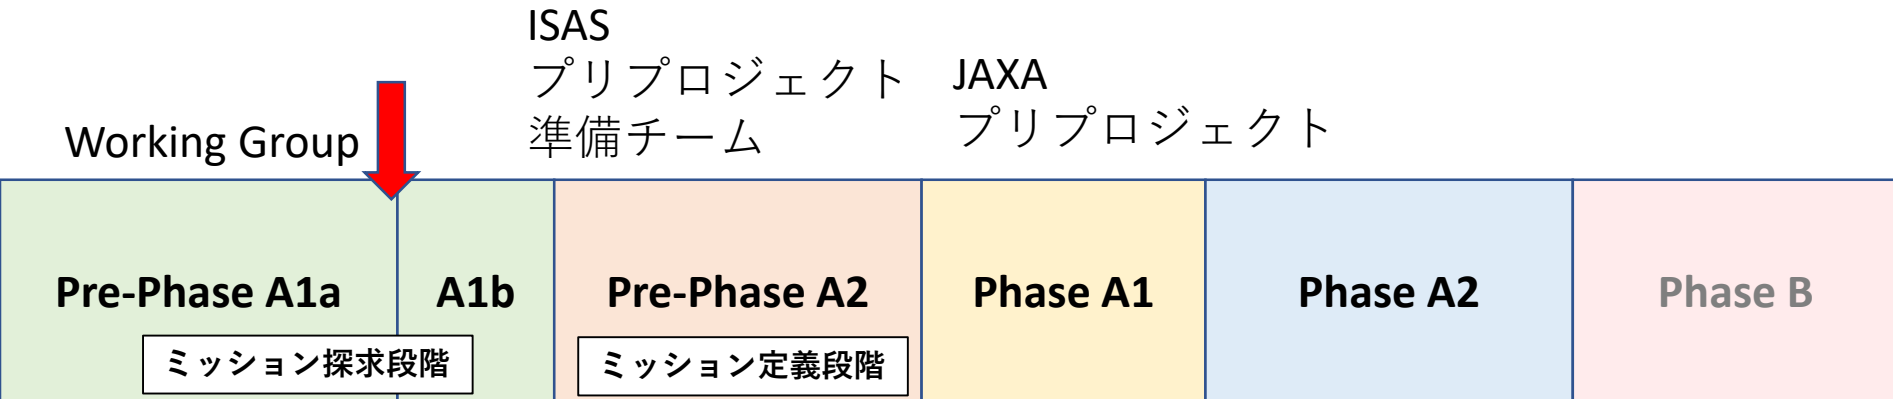 ISAS
プリプロジェクト
準備チーム
JAXA
プリプロジェクト
Working Group
Pre-Phase A1a
A1b
Pre-Phase A2
Phase A1
Phase A2
Phase B
ミッション探求段階
ミッション定義段階